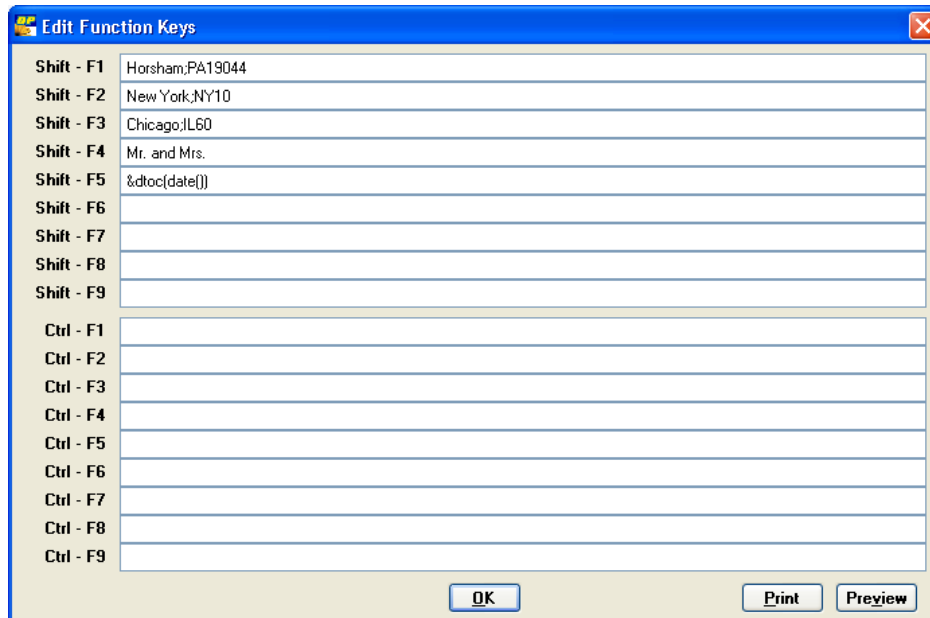 Edit Function Keys
Shift - F1 Horsham;PA19044
Shift - F2 New York;NY10
Shift - F3 Chicago;IL60
Shift - F4 Mr. and Mrs.
Shift - F5 &dtoc(date())
Shift - F6
Shift - F7
Shift - F8
Shift - F9
Ctrl - F1
Ctrl - F2
Ctrl - F3
Ctrl - F4
Ctrl - F5
Ctrl - F6
Ctrl - F7
Ctrl - F8
Ctrl - F9
OK Print Preview